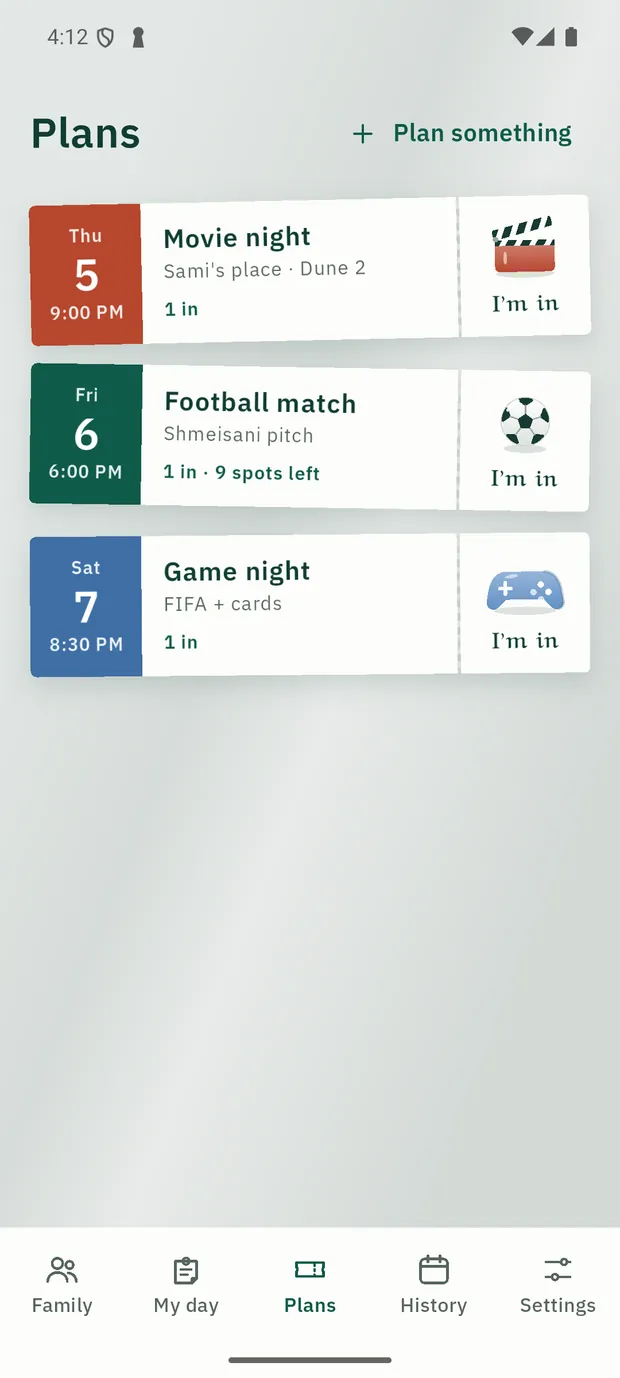 4:12
Plans
+ Plan something
Thu
5
9:00 PM
Movie night
Sami's place · Dune 2
1 in
I'm in
Fri
6
6:00 PM
Football match
Shmeisani pitch
1 in · 9 spots left
I'm in
Sat
7
8:30 PM
Game night
FIFA + cards
1 in
I'm in
Family
My day
Plans
History
Settings